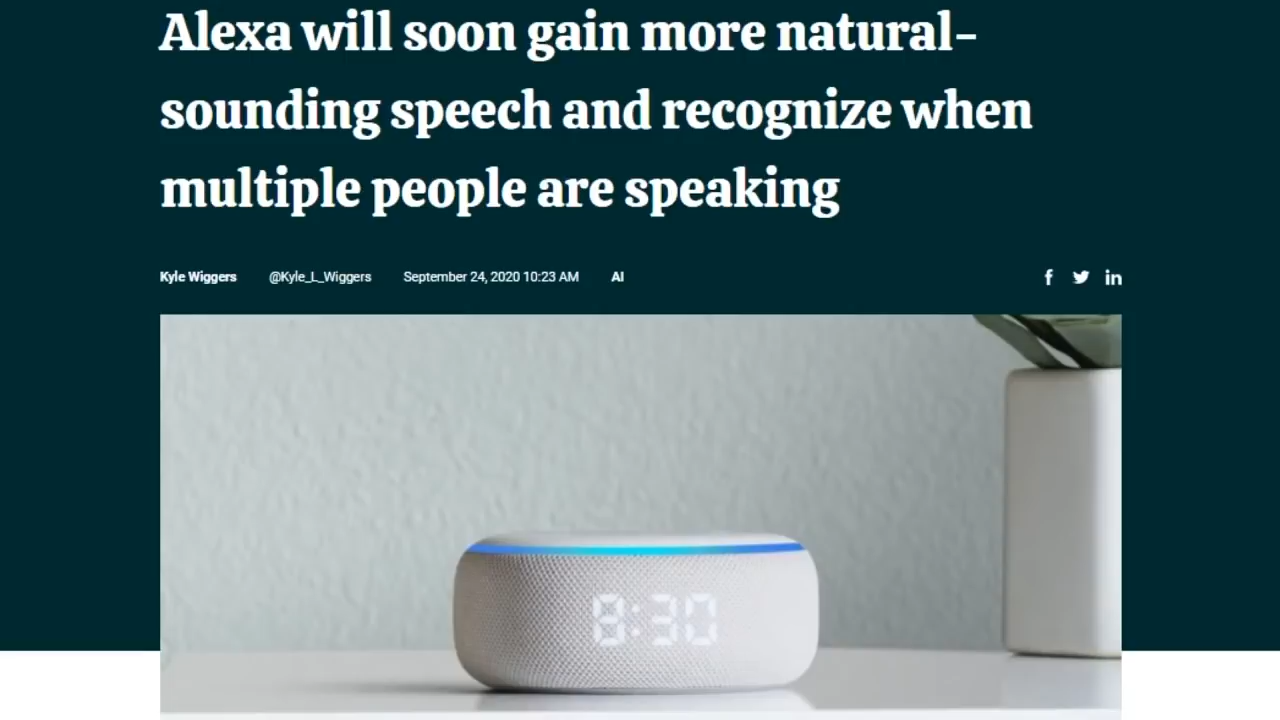 Alexa will soon gain more natural-
sounding speech and recognize when
multiple people are speaking
Kyle Wiggers @Kyle_L_Wiggers September 24, 2020 10:23 AM AI
8:30